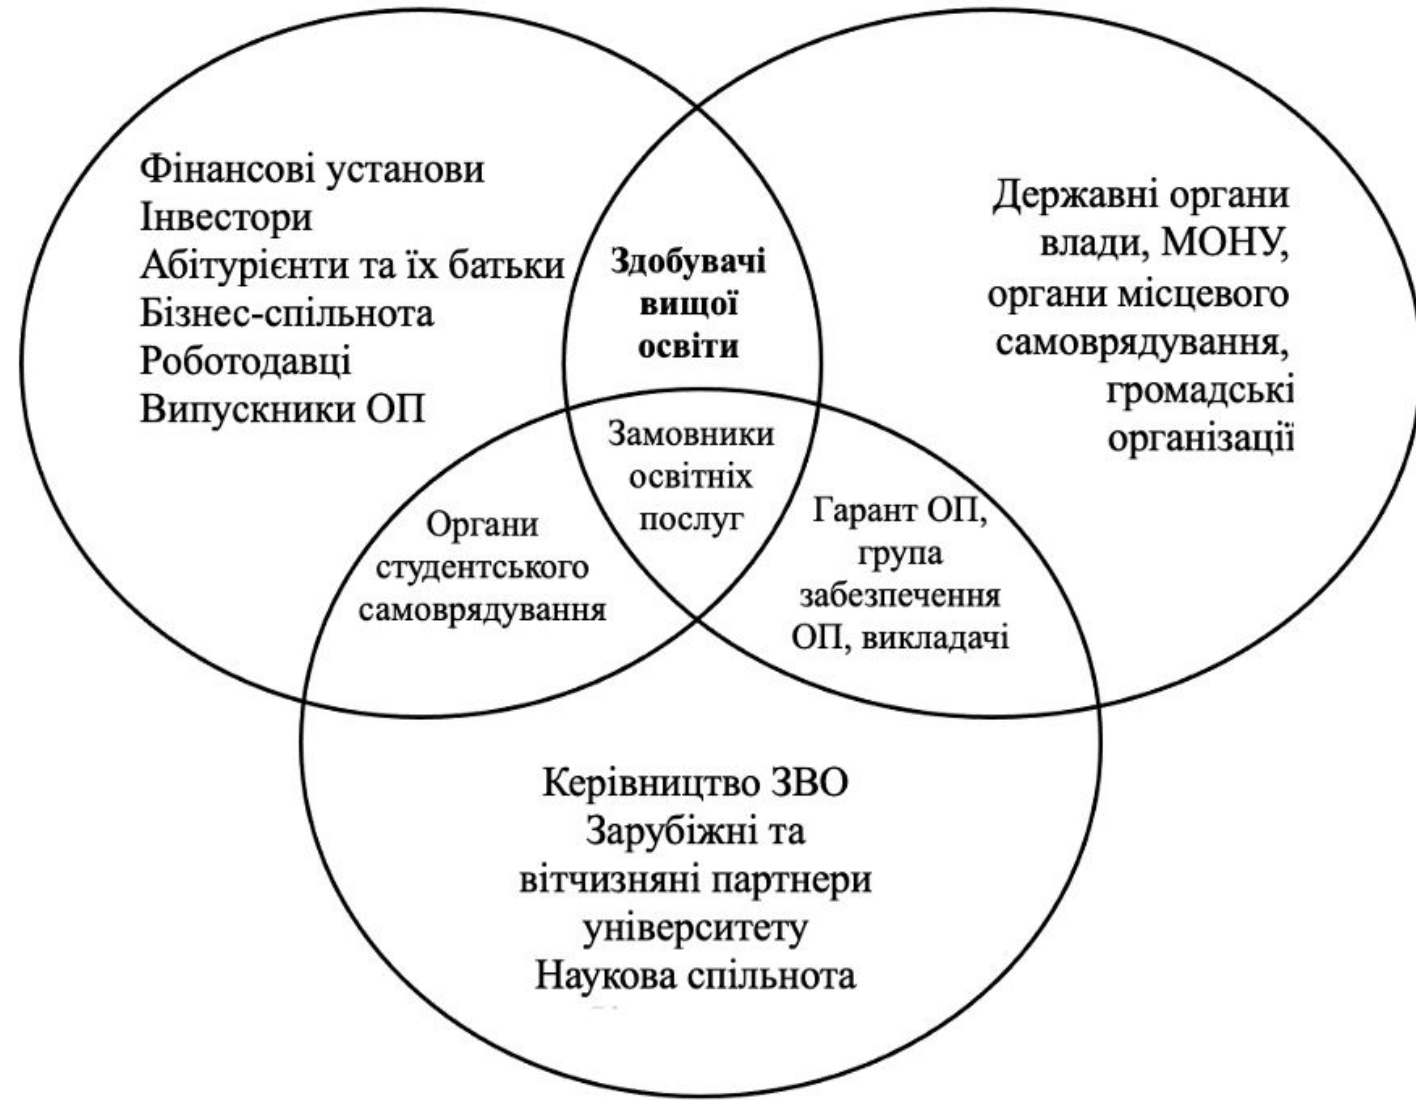 Фінансові установи
Інвестори
Абітурієнти та їх батьки
Бізнес-спільнота
Роботодавці
Випускники ОП
Здобувачі
вищої
освіти
Державні органи
влади, МОНУ,
органи місцевого
самоврядування,
громадські
організації
Органи
студентського
самоврядування
Замовники
освітніх
послуг
Гарант ОП,
група
забезпечення
ОП, викладачі
Керівництво ЗВО
Зарубіжні та
вітчизняні партнери
університету
Наукова спільнота